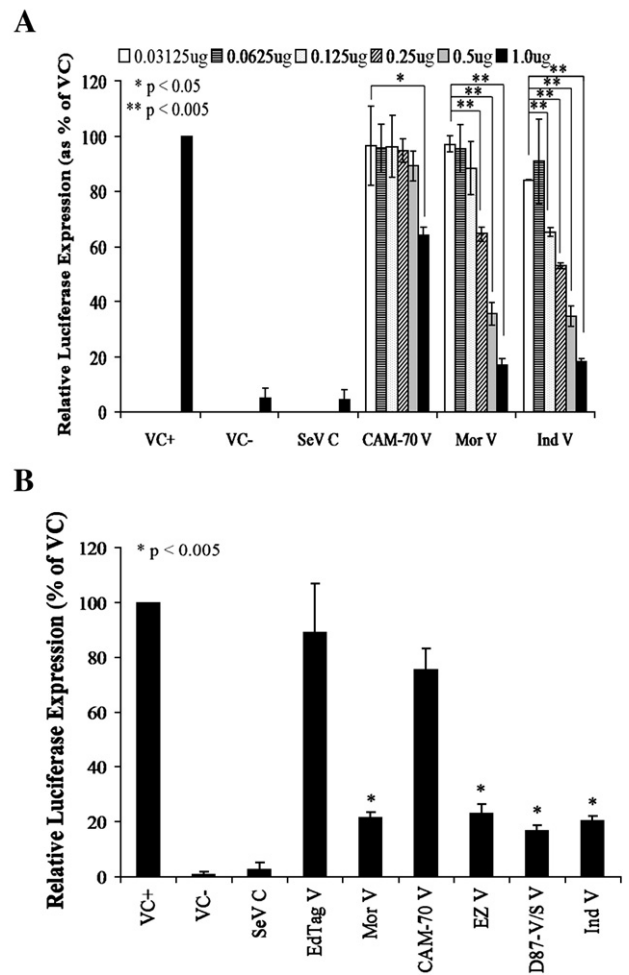 A
0.03125ug 0.0625ug 0.125ug 0.25ug 0.5ug 1.0ug
Relative Luciferase Expression (as % of VC)
120
100
80
60
40
20
0
* p < 0.05
** p < 0.005
*
**
**
**
**
**
**
**
VC+ VC- SeV C CAM-70 V Mor V Ind V
B
Relative Luciferase Expression (% of VC)
120
100
80
60
40
20
0
* p < 0.005
*
*
*
*
VC+
VC-
SeV C
EdTag V
Mor V
CAM-70 V
EZ V
D87-V/S V
Ind V